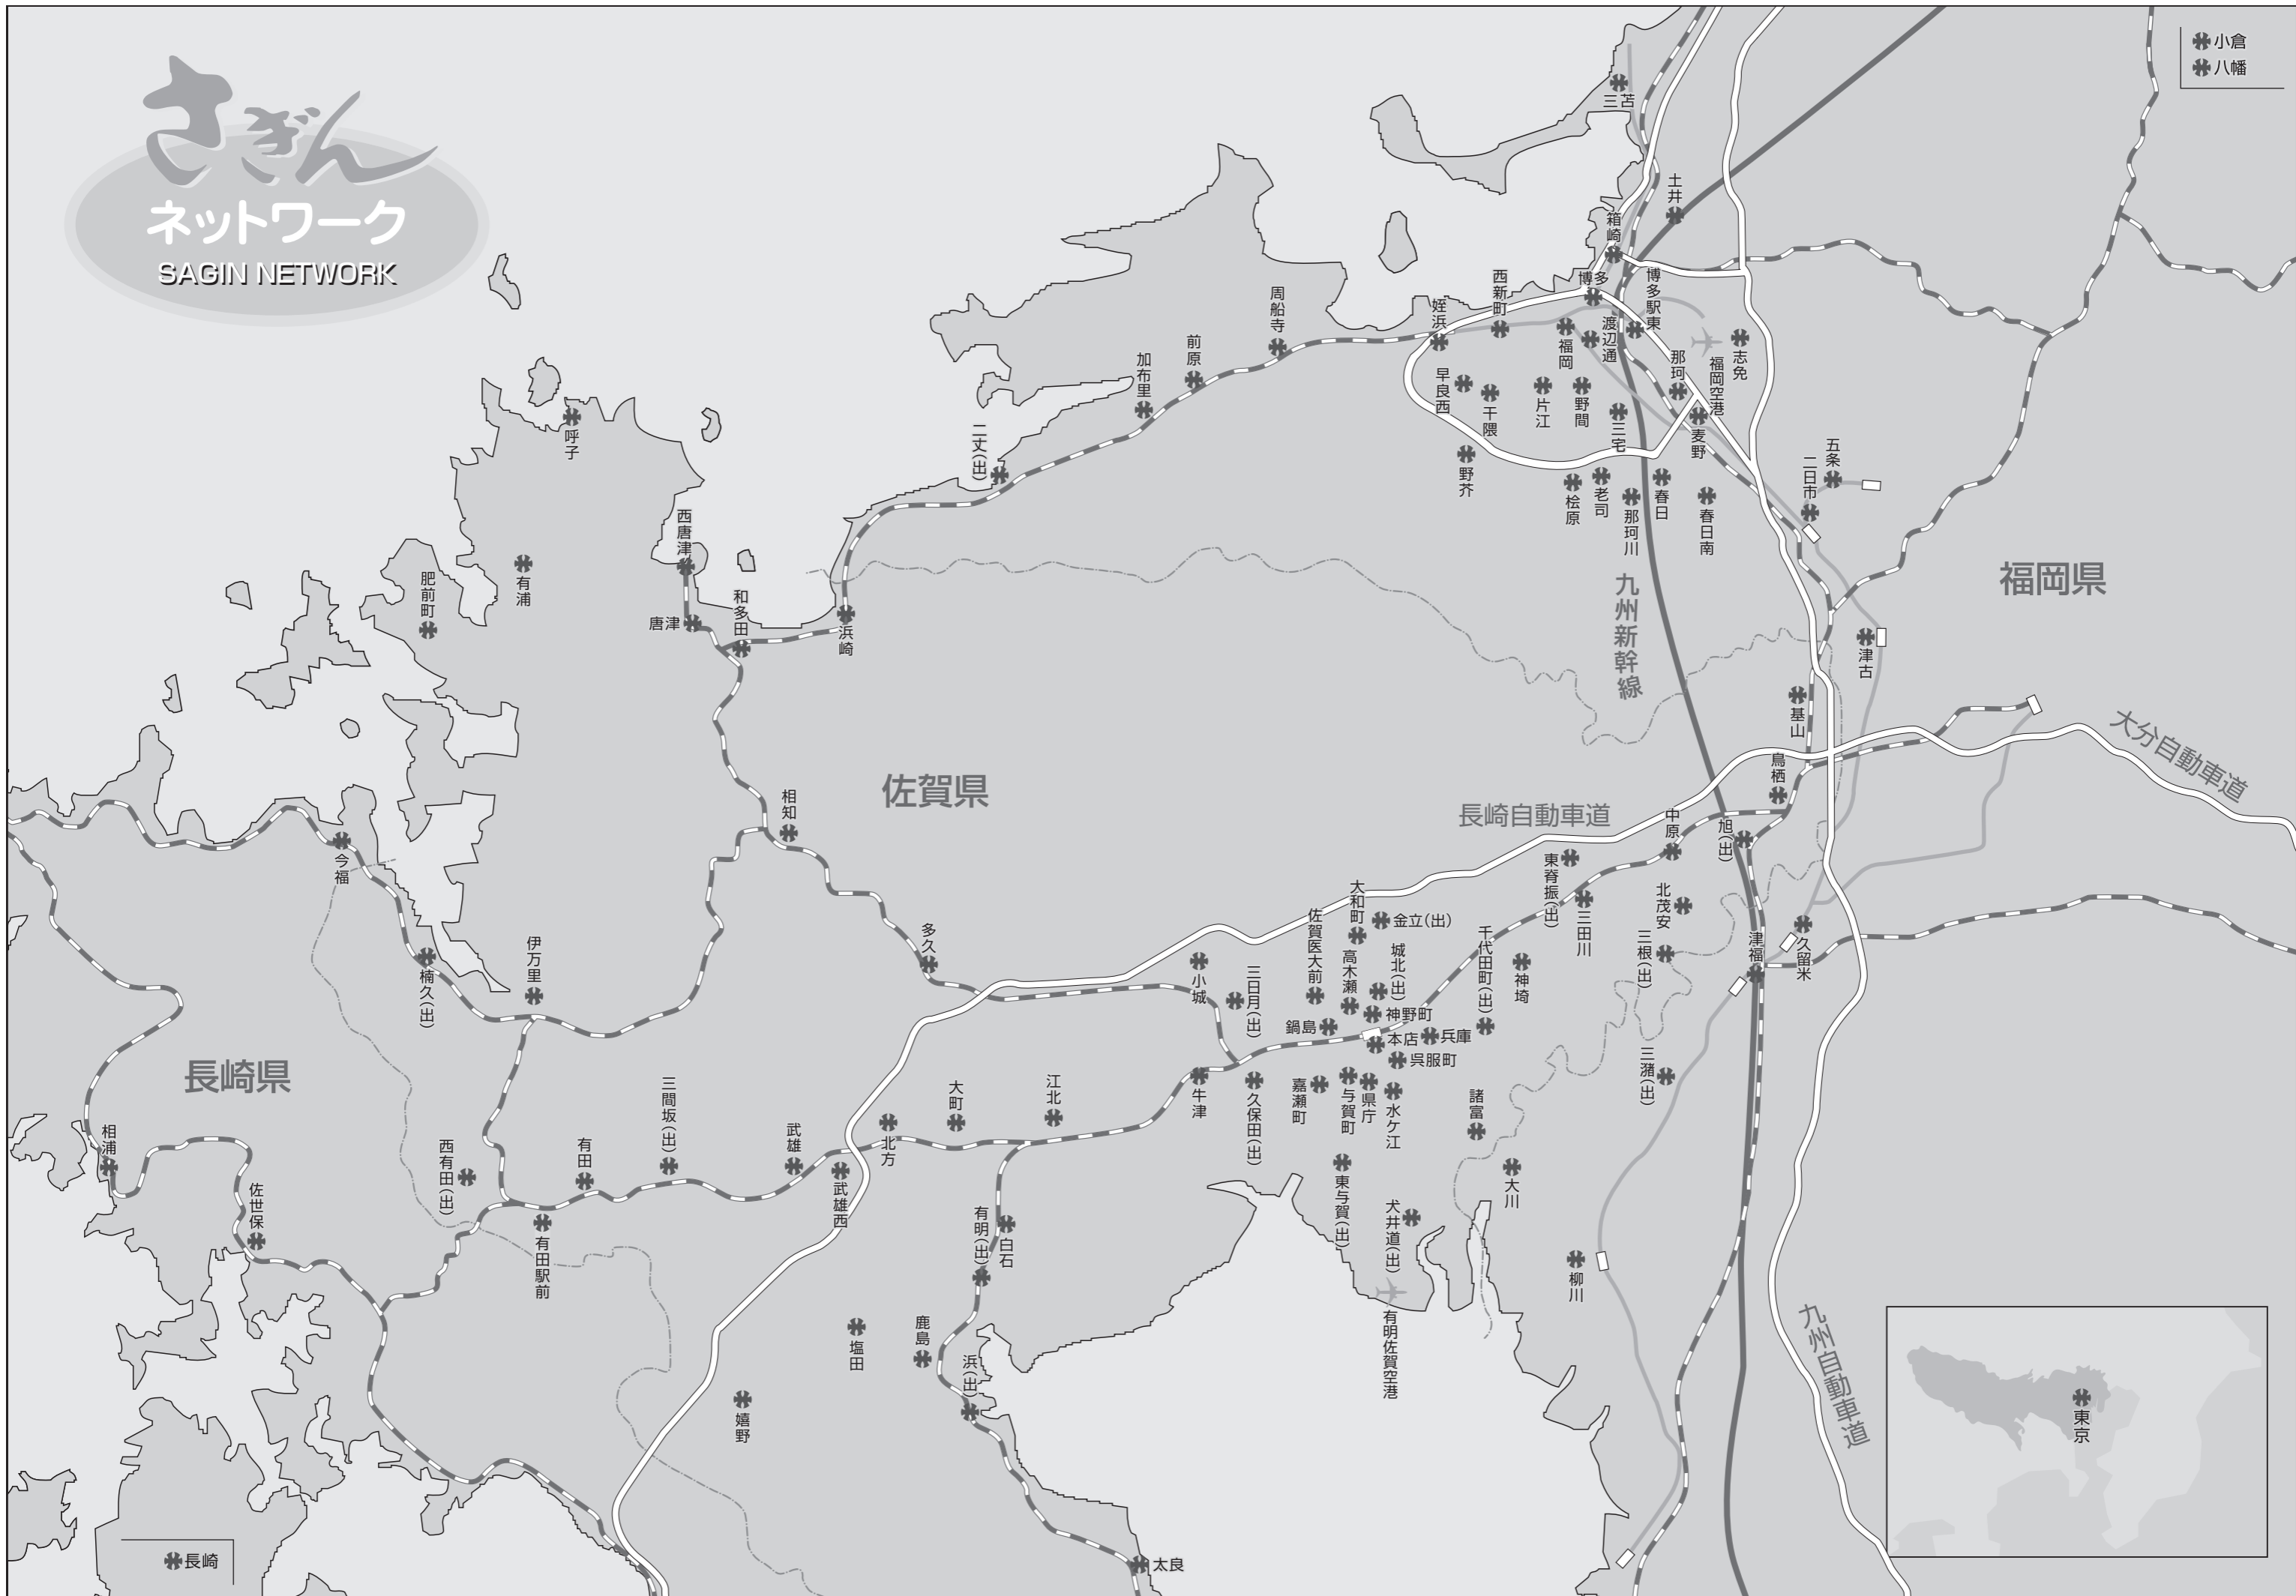 さぎん
ネットワーク
SAGIN NETWORK
小倉
八幡
三苫
土井
箱崎
博多
博多駅東
西新町
姪浜
周船寺
前原
加布里
二丈(出)
福岡
渡辺通
那珂
福岡空港
志免
早良西
干隈
片江
野間
三宅
麦野
野芥
桧原
老司
那珂川
春日
春日南
五条
二日市
呼子
西唐津
有浦
肥前町
唐津
和多田
浜崎
九州新幹線
福岡県
津古
基山
大分自動車道
佐賀県
長崎自動車道
鳥栖
相知
今福
中原
旭(出)
東脊振(出)
三田川
北茂安
三根(出)
久留米
津福
大和町
金立(出)
佐賀医大前
高木瀬
城北(出)
千代田町(出)
神埼
多久
小城
三日月(出)
伊万里
楠久(出)
鍋島
神野町
本店
兵庫
呉服町
長崎県
牛津
久保田(出)
嘉瀬町
与賀町
県庁
水ケ江
諸富
三潴(出)
相浦
佐世保
西有田(出)
有田
三間坂(出)
武雄
武雄西
北方
大町
江北
有田駅前
有明(出)
白石
東与賀(出)
犬井道(出)
大川
柳川
有明佐賀空港
塩田
鹿島
浜(出)
嬉野
九州自動車道
東京
長崎
太良